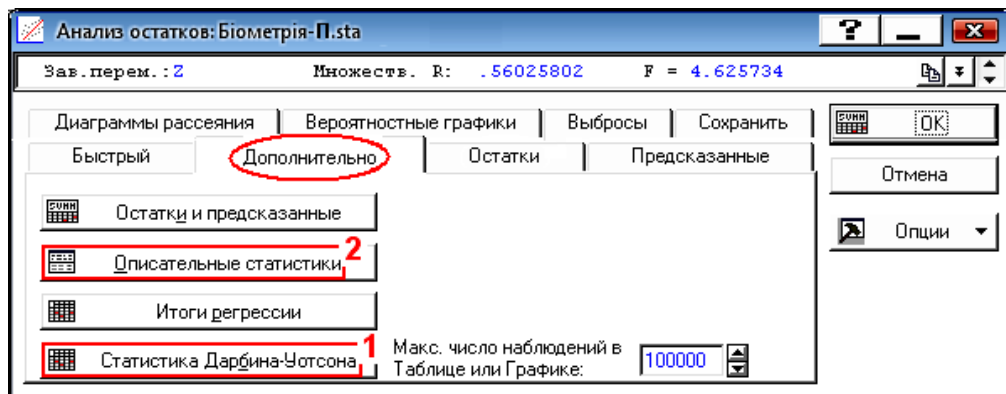 Анализ остатков: Біометрія-П.sta
?
Зав.перем.:Z Множеств. R: .56025802 F = 4.625734
Диаграммы рассеяния Вероятностные графики Выбросы Сохранить
Быстрый Дополнительно Остатки Предсказанные
OK
Отмена
Опции
SUMM Остатки и предсказанные
Описательные статистики 2
Итоги регрессии
Статистика Дарбина-Уотсона 1
Макс. число наблюдений в
Таблице или Графике:
100000